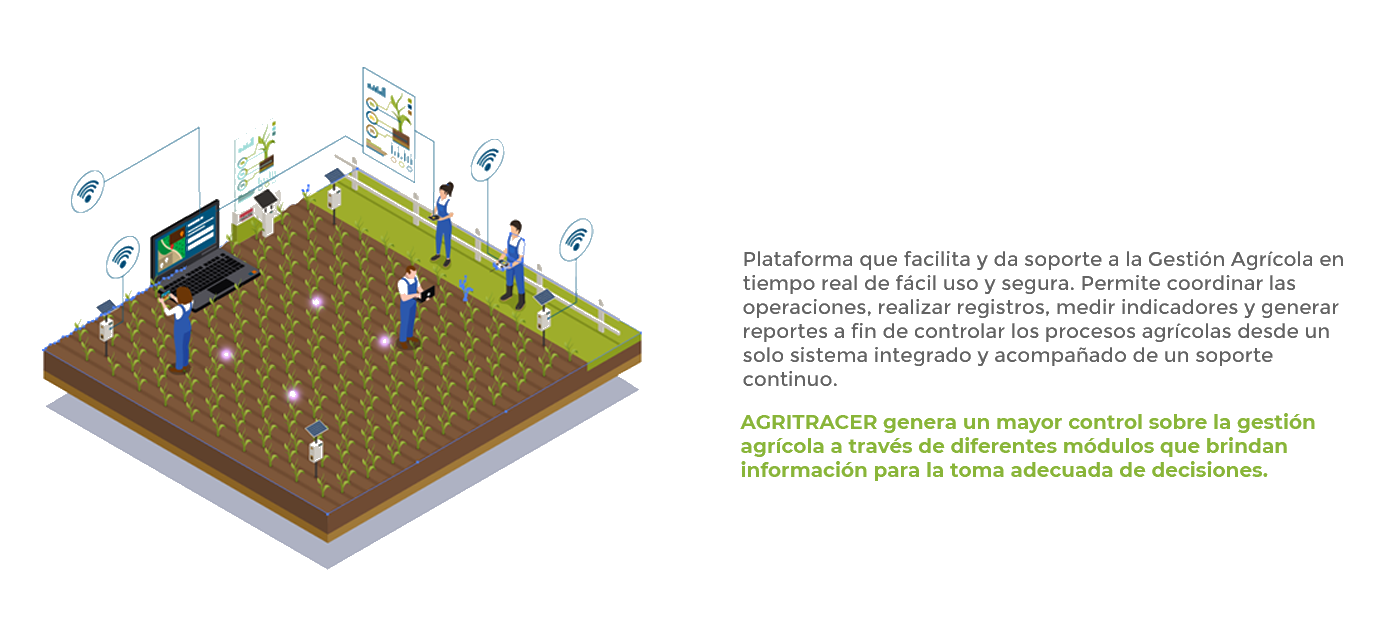 Plataforma que facilita y da soporte a la Gestión Agrícola en
tiempo real de fácil uso y segura. Permite coordinar las
operaciones, realizar registros, medir indicadores y generar
reportes a fin de controlar los procesos agrícolas desde un
solo sistema integrado y acompañado de un soporte
continuo.
AGRITRACER genera un mayor control sobre la gestión
agrícola a través de diferentes módulos que brindan
información para la toma adecuada de decisiones.